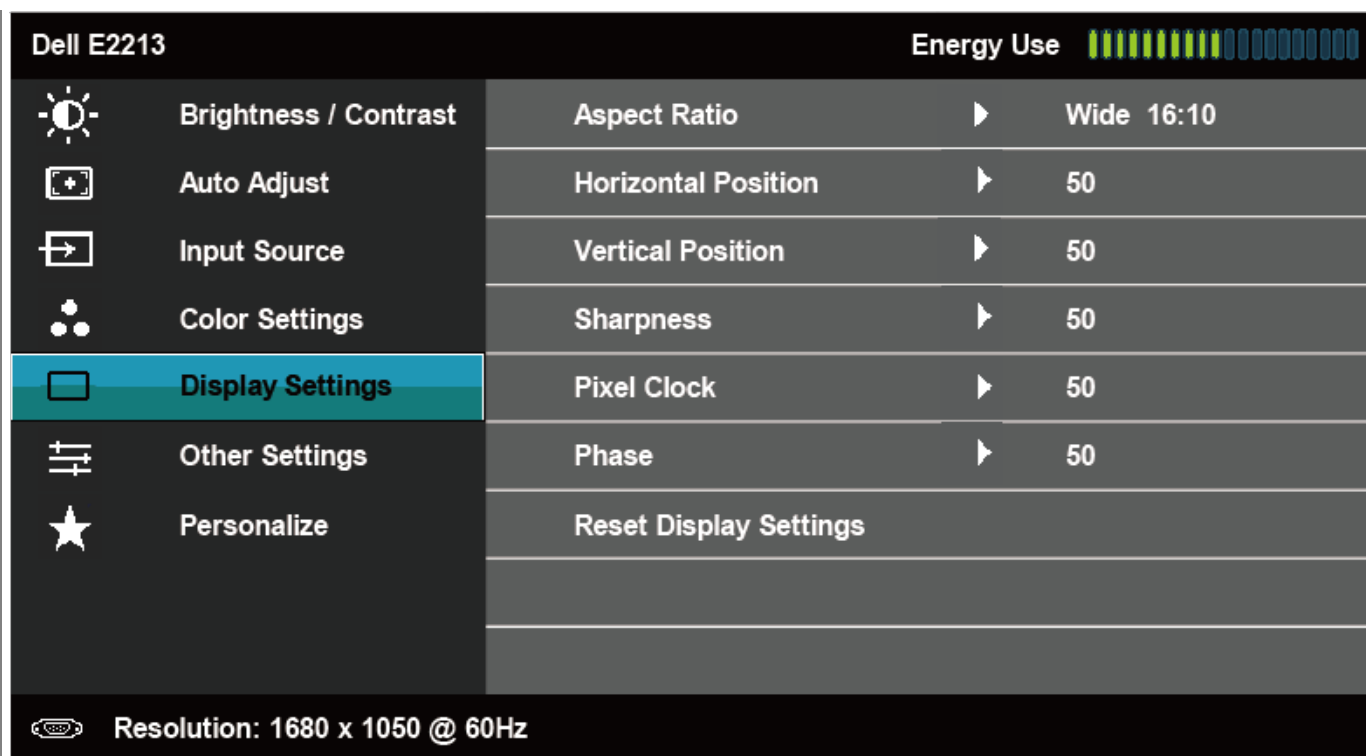 Dell E2213 Energy Use
Brightness / Contrast Aspect Ratio Wide 16:10
Auto Adjust Horizontal Position 50
Input Source Vertical Position 50
Color Settings Sharpness 50
Display Settings Pixel Clock 50
Other Settings Phase 50
Personalize Reset Display Settings
Resolution: 1680 x 1050 @ 60Hz